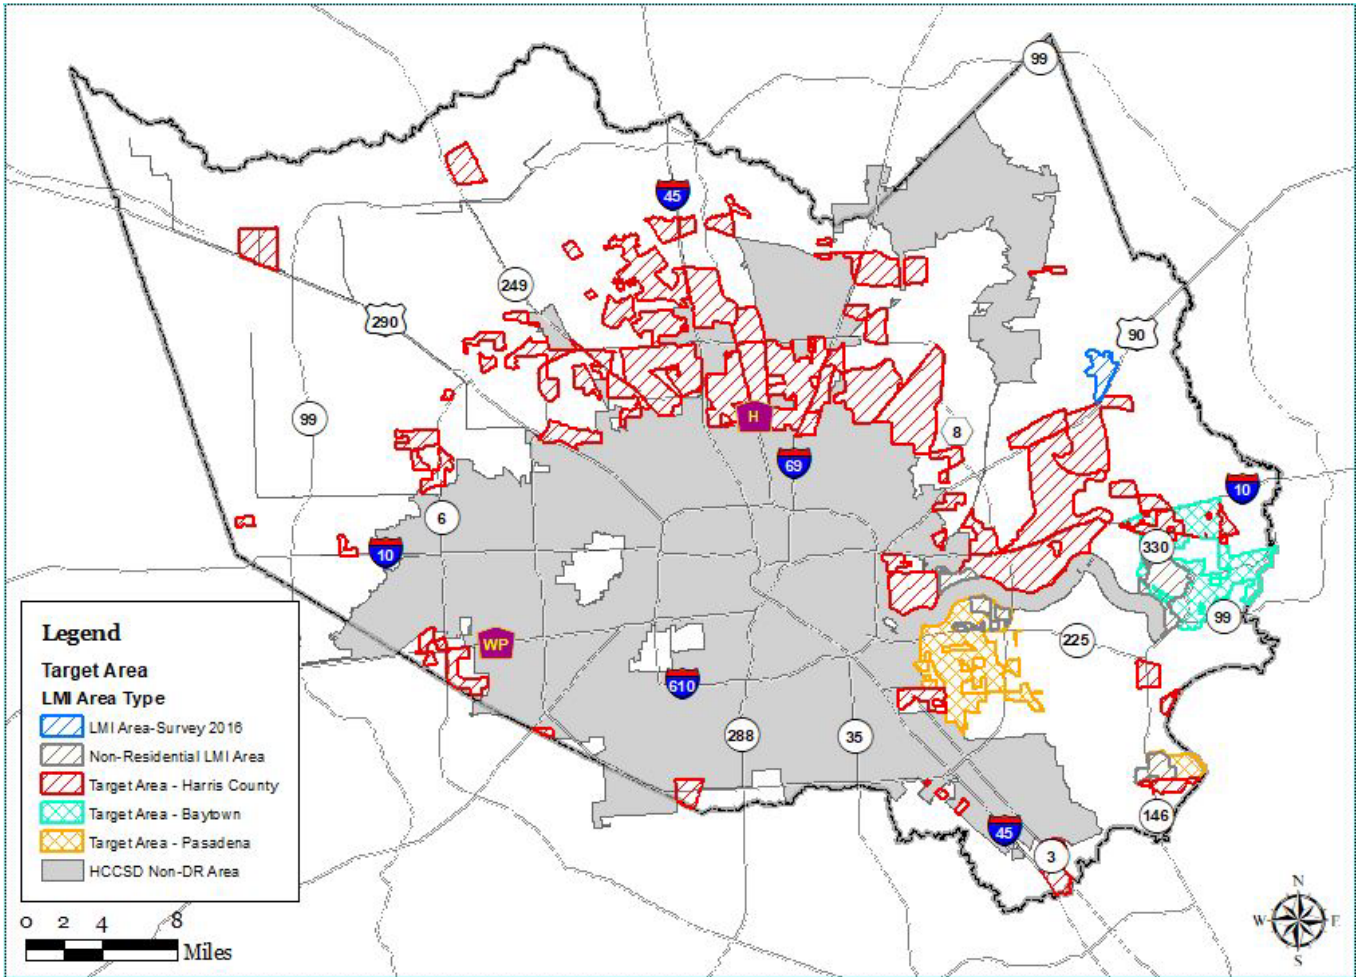 99
45
249
290
90
99
H
8
69
10
6
10
330
99
WP
225
610
288
35
146
45
3
Legend
Target Area
LMI Area Type
LMI Area-Survey 2016
Non-Residential LMI Area
Target Area - Harris County
Target Area - Baytown
Target Area - Pasadena
HCCSD Non-DR Area
0 2 4 8
Miles
N
W E
S